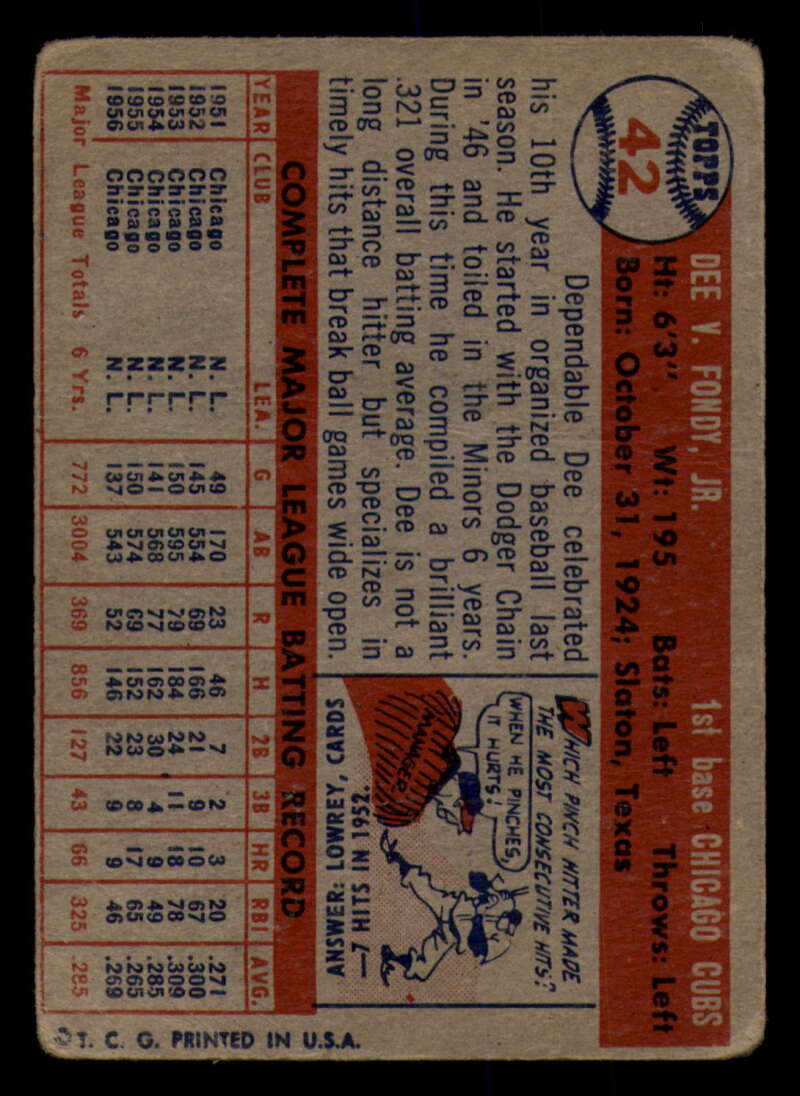 TOPPS
42
DEE V. FONDY, JR. 1st base CHICAGO CUBS
Ht: 6'3" Wt: 195 Bats: Left Throws: Left
Born: October 31, 1924; Slaton, Texas
Dependable Dee celebrated
his 10th year in organized baseball last
season. He started with the Dodger Chain
in '46 and toiled in the Minors 6 years.
During this time he compiled a brilliant
.321 overall batting average. Dee is not a
long distance hitter but specializes in
timely hits that break ball games wide open.
WHICH PINCH HITTER MADE
THE MOST CONSECUTIVE HITS?
WHEN HE PINCHES,
IT HURTS!
MANAGER
ANSWER: LOWREY, CARDS
—7 HITS IN 1952.
COMPLETE MAJOR LEAGUE BATTING RECORD
YEAR CLUB LEA. G AB R H 2B 3B HR RBI AVG.
1951 Chicago N. L. 49 170 23 46 7 2 3 20 .271
1952 Chicago N. L. 145 554 69 166 21 9 10 67 .300
1953 Chicago N. L. 150 595 79 184 24 11 18 78 .309
1954 Chicago N. L. 141 568 77 162 30 4 9 49 .285
1955 Chicago N. L. 150 574 69 152 23 8 17 65 .265
1956 Chicago N. L. 137 543 52 146 22 9 9 46 .269
Major League Totals 6 Yrs. 772 3004 369 856 127 43 66 325 .285
© T. C. G. PRINTED IN U.S.A.